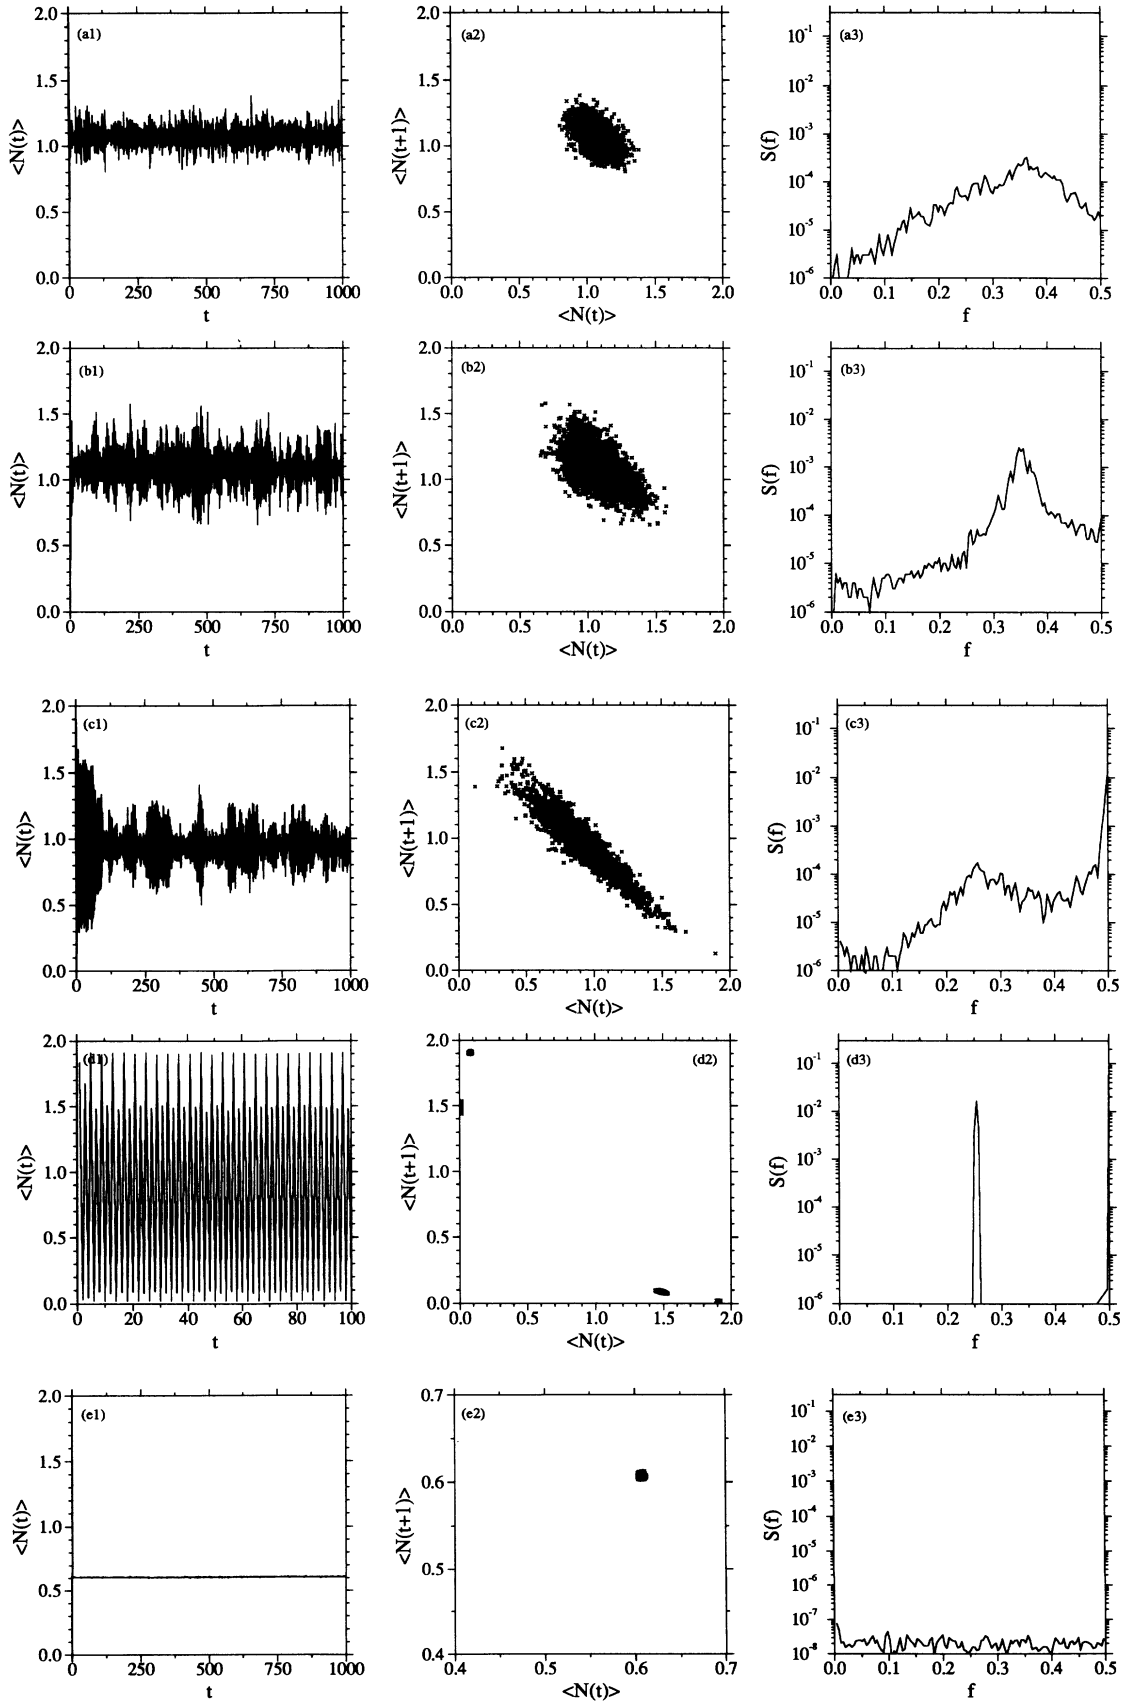 (a1)
2.0
1.5
1.0
0.5
0.0
<N(t)>
0 250 500 750 1000
t
(a2)
2.0
1.5
1.0
0.5
0.0
<N(t+1)>
0.0 0.5 1.0 1.5 2.0
<N(t)>
(a3)
10-1
10-2
10-3
10-4
10-5
10-6
S(f)
0.0 0.1 0.2 0.3 0.4 0.5
f
(b1)
2.0
1.5
1.0
0.5
0.0
<N(t)>
0 250 500 750 1000
t
(b2)
2.0
1.5
1.0
0.5
0.0
<N(t+1)>
0.0 0.5 1.0 1.5 2.0
<N(t)>
(b3)
10-1
10-2
10-3
10-4
10-5
10-6
S(f)
0.0 0.1 0.2 0.3 0.4 0.5
f
(c1)
2.0
1.5
1.0
0.5
0.0
<N(t)>
0 250 500 750 1000
t
(c2)
2.0
1.5
1.0
0.5
0.0
<N(t+1)>
0.0 0.5 1.0 1.5 2.0
<N(t)>
(c3)
10-1
10-2
10-3
10-4
10-5
10-6
S(f)
0.0 0.1 0.2 0.3 0.4 0.5
f
(d1)
2.0
1.5
1.0
0.5
0.0
<N(t)>
0 20 40 60 80 100
t
(d2)
2.0
1.5
1.0
0.5
0.0
<N(t+1)>
0.0 0.5 1.0 1.5 2.0
<N(t)>
(d3)
10-1
10-2
10-3
10-4
10-5
10-6
S(f)
0.0 0.1 0.2 0.3 0.4 0.5
f
(e1)
2.0
1.5
1.0
0.5
0.0
<N(t)>
0 250 500 750 1000
t
(e2)
0.7
0.6
0.5
0.4
<N(t+1)>
0.4 0.5 0.6 0.7
<N(t)>
(e3)
10-1
10-2
10-3
10-4
10-5
10-6
10-7
10-8
S(f)
0.0 0.1 0.2 0.3 0.4 0.5
f